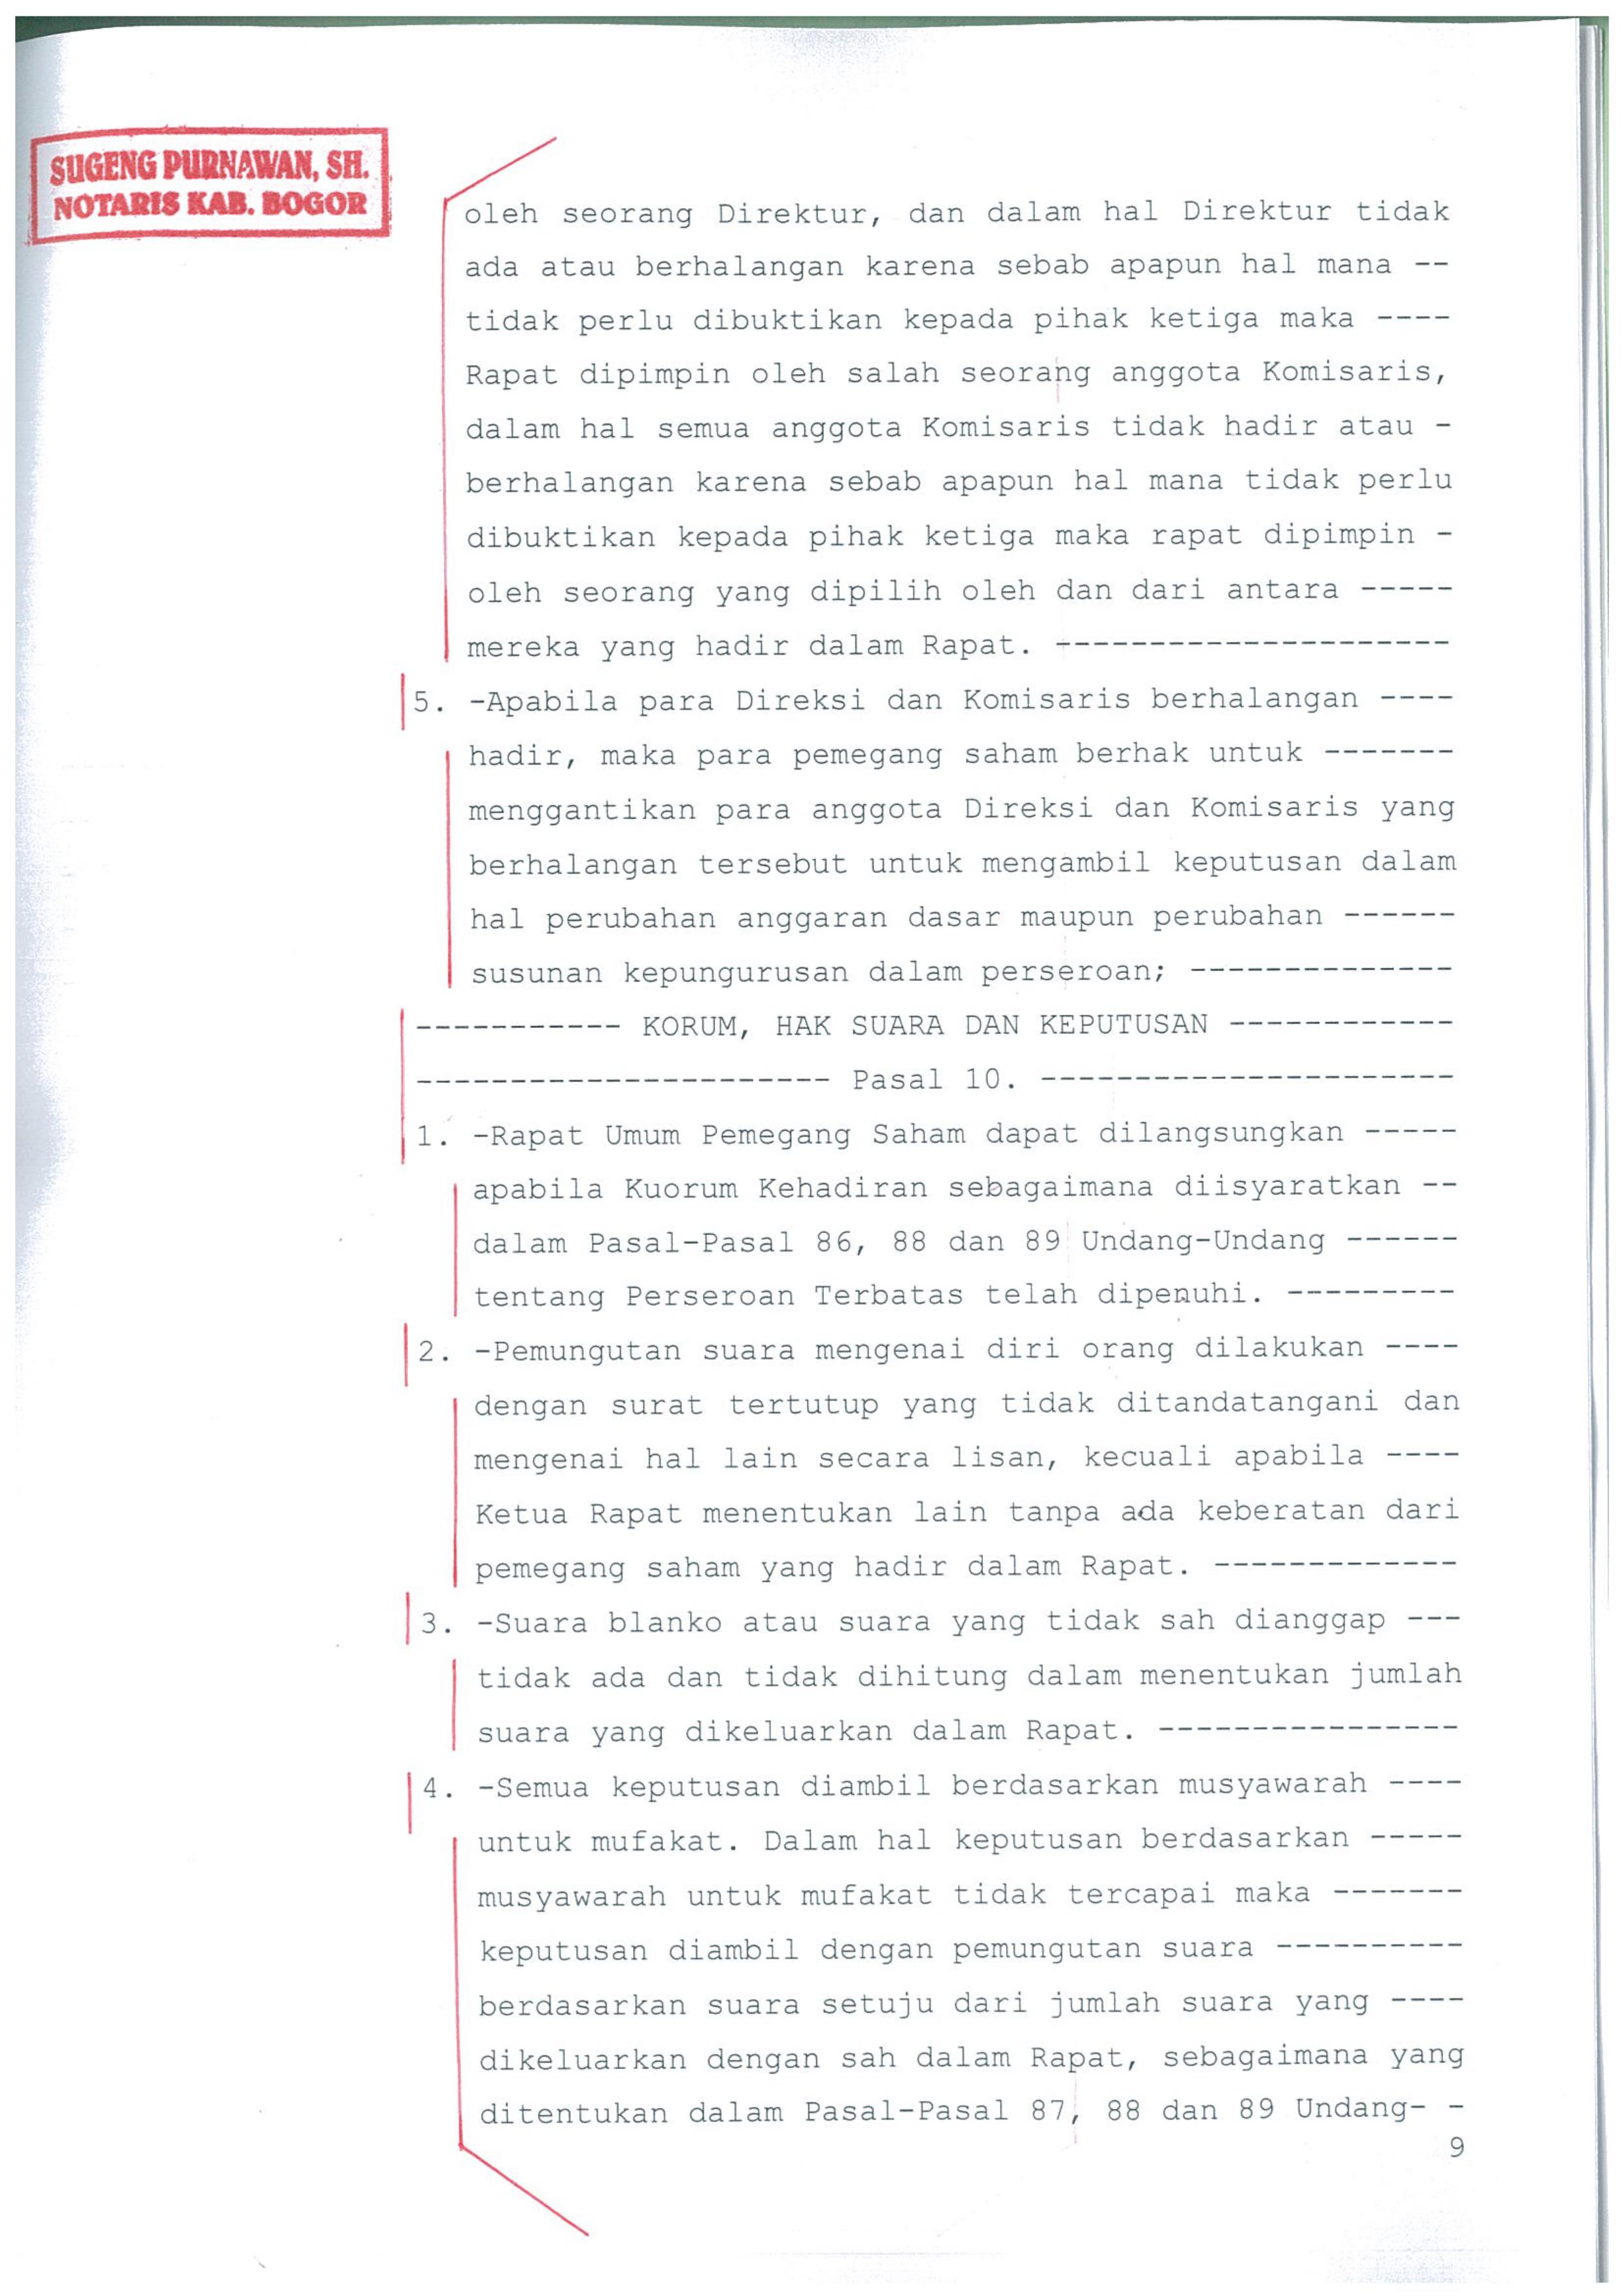 SUGENG PURNAWAN, SH.
NOTARIS KAB. BOGOR
oleh seorang Direktur, dan dalam hal Direktur tidak
ada atau berhalangan karena sebab apapun hal mana --
tidak perlu dibuktikan kepada pihak ketiga maka ----
Rapat dipimpin oleh salah seorang anggota Komisaris,
dalam hal semua anggota Komisaris tidak hadir atau -
berhalangan karena sebab apapun hal mana tidak perlu
dibuktikan kepada pihak ketiga maka rapat dipimpin -
oleh seorang yang dipilih oleh dan dari antara -----
mereka yang hadir dalam Rapat. ---------------------
5. -Apabila para Direksi dan Komisaris berhalangan ----
hadir, maka para pemegang saham berhak untuk -------
menggantikan para anggota Direksi dan Komisaris yang
berhalangan tersebut untuk mengambil keputusan dalam
hal perubahan anggaran dasar maupun perubahan ------
susunan kepungurusan dalam perseroan; --------------
----------- KORUM, HAK SUARA DAN KEPUTUSAN ------------
---------------------- Pasal 10. ----------------------
1. -Rapat Umum Pemegang Saham dapat dilangsungkan -----
apabila Kuorum Kehadiran sebagaimana diisyaratkan --
dalam Pasal-Pasal 86, 88 dan 89 Undang-Undang ------
tentang Perseroan Terbatas telah dipenuhi. ---------
2. -Pemungutan suara mengenai diri orang dilakukan ----
dengan surat tertutup yang tidak ditandatangani dan
mengenai hal lain secara lisan, kecuali apabila ----
Ketua Rapat menentukan lain tanpa ada keberatan dari
pemegang saham yang hadir dalam Rapat. -------------
3. -Suara blanko atau suara yang tidak sah dianggap ---
tidak ada dan tidak dihitung dalam menentukan jumlah
suara yang dikeluarkan dalam Rapat. ----------------
4. -Semua keputusan diambil berdasarkan musyawarah ----
untuk mufakat. Dalam hal keputusan berdasarkan -----
musyawarah untuk mufakat tidak tercapai maka -------
keputusan diambil dengan pemungutan suara ----------
berdasarkan suara setuju dari jumlah suara yang ----
dikeluarkan dengan sah dalam Rapat, sebagaimana yang
ditentukan dalam Pasal-Pasal 87, 88 dan 89 Undang- -
9